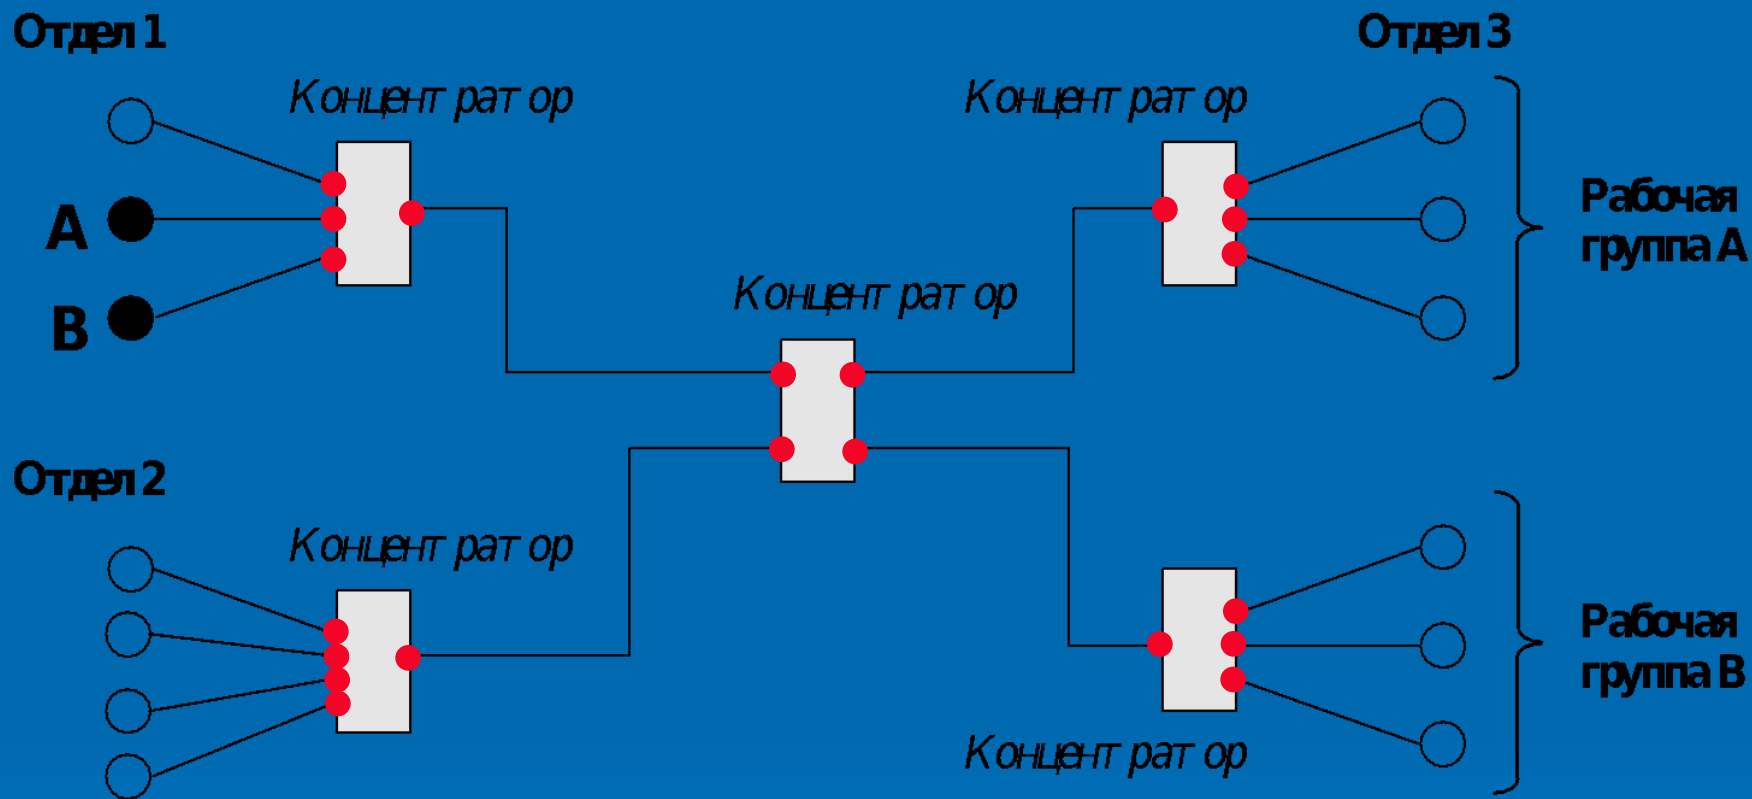 Отдел 1
Отдел 3
Концентратор
Концентратор
A
Рабочая
группа A
B
Концентратор
Отдел 2
Концентратор
Рабочая
группа B
Концентратор